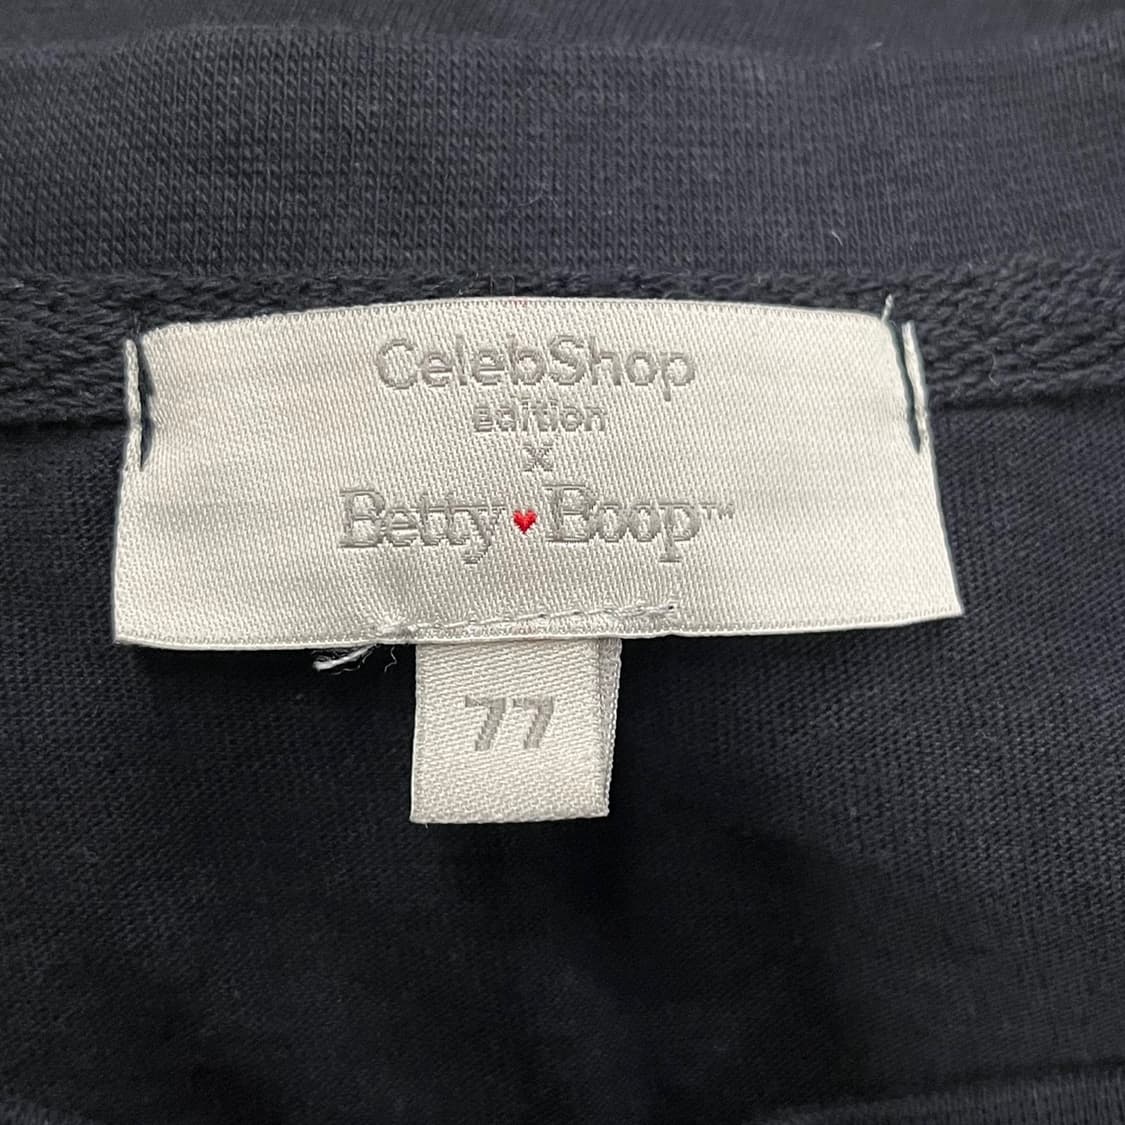 CelebShop
edition
x
Betty♥Boop™
77